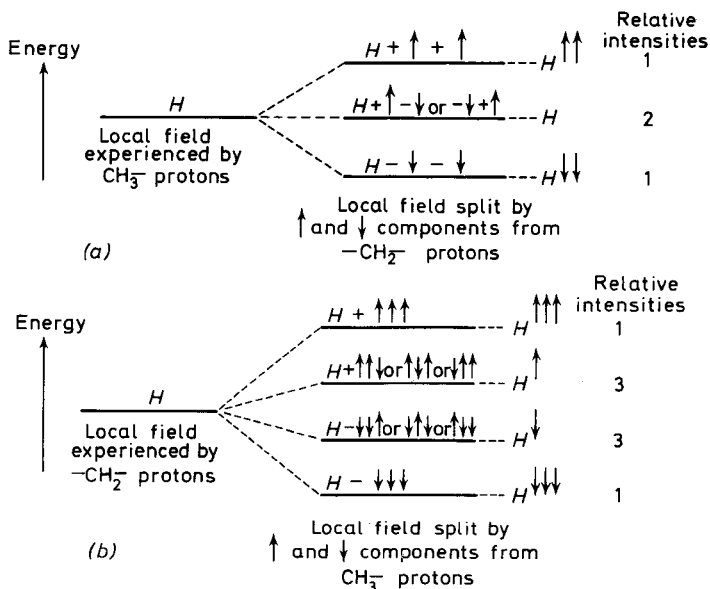 Relative
intensities
Energy
H + ↑ + ↑
H ↑↑
1
H
H + ↑ - ↓ or - ↓ + ↑
H
2
Local field
experienced by
CH3- protons
H - ↓ - ↓
H ↓↓
1
Local field split by
↑ and ↓ components from
-CH2- protons
(a)
Relative
intensities
Energy
H + ↑↑↑
H ↑↑↑
1
H + ↑↑↓ or ↑↓↑ or ↓↑↑
H ↑
3
H
H - ↓↓↑ or ↓↑↓ or ↑↓↓
H ↓
3
Local field
experienced by
-CH2- protons
H - ↓↓↓
H ↓↓↓
1
Local field split by
↑ and ↓ components from
CH3- protons
(b)